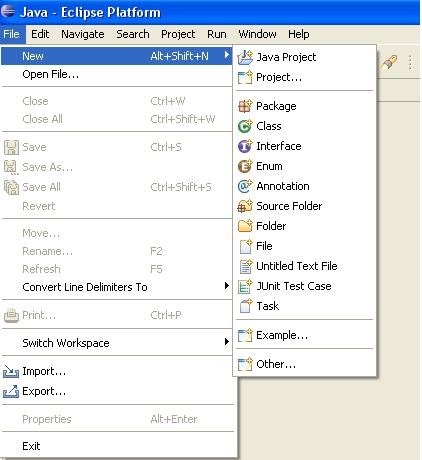 Java - Eclipse Platform
File Edit Navigate Search Project Run Window Help
New Alt+Shift+N
Open File...
Close Ctrl+W
Close All Ctrl+Shift+W
Save Ctrl+S
Save As...
Save All Ctrl+Shift+S
Revert
Move...
Rename... F2
Refresh F5
Convert Line Delimiters To
Print... Ctrl+P
Switch Workspace
Import...
Export...
Properties Alt+Enter
Exit
Java Project
Project...
Package
Class
Interface
Enum
Annotation
Source Folder
Folder
File
Untitled Text File
JUnit Test Case
Task
Example...
Other...